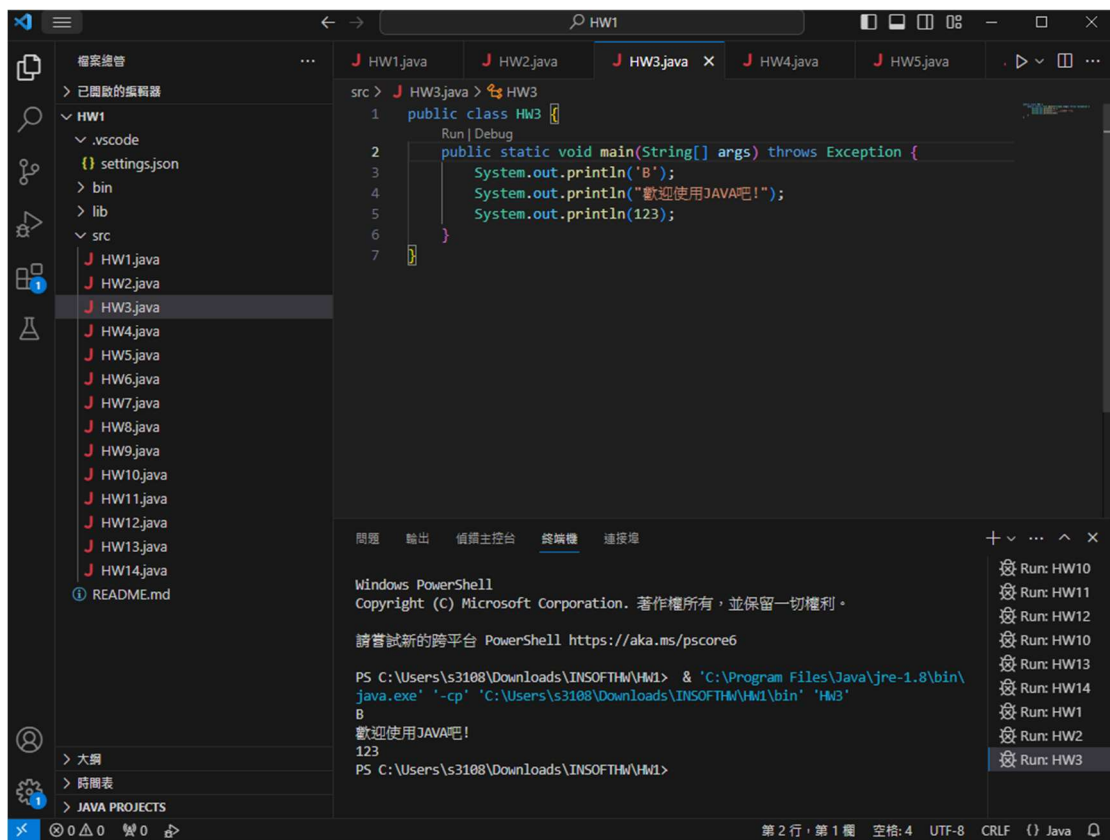 HW1
檔案總管
已開啟的編輯器
HW1
.vscode
{} settings.json
bin
lib
src
J HW1.java
J HW2.java
J HW3.java
J HW4.java
J HW5.java
J HW6.java
J HW7.java
J HW8.java
J HW9.java
J HW10.java
J HW11.java
J HW12.java
J HW13.java
J HW14.java
README.md
大綱
時間表
JAVA PROJECTS
J HW1.java J HW2.java J HW3.java J HW4.java J HW5.java
src > J HW3.java > HW3
1 public class HW3 {
Run | Debug
2 public static void main(String[] args) throws Exception {
3 System.out.println('B');
4 System.out.println("歡迎使用JAVA吧!");
5 System.out.println(123);
6 }
7 }
問題 輸出 偵錯主控台 終端機 連接埠
Windows PowerShell
Copyright (C) Microsoft Corporation. 著作權所有，並保留一切權利。
請嘗試新的跨平台 PowerShell https://aka.ms/pscore6
PS C:\Users\s3108\Downloads\INSOFTHW\HW1> & 'C:\Program Files\Java\jre-1.8\bin\
java.exe' '-cp' 'C:\Users\s3108\Downloads\INSOFTHW\HW1\bin' 'HW3'
B
歡迎使用JAVA吧!
123
PS C:\Users\s3108\Downloads\INSOFTHW\HW1>
Run: HW10
Run: HW11
Run: HW12
Run: HW10
Run: HW13
Run: HW14
Run: HW1
Run: HW2
Run: HW3
1
1
0 0 0 第 2 行，第 1 欄 空格: 4 UTF-8 CRLF {} Java